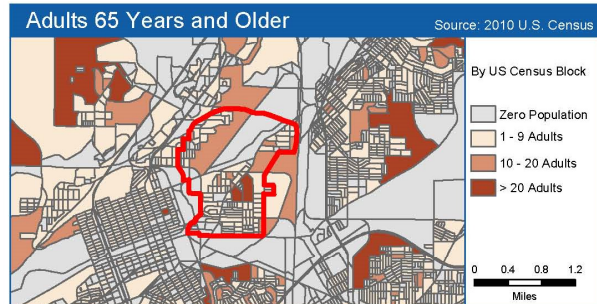 Adults 65 Years and Older
Source: 2010 U.S. Census
By US Census Block
Zero Population
1 - 9 Adults
10 - 20 Adults
> 20 Adults
0 0.4 0.8 1.2
Miles